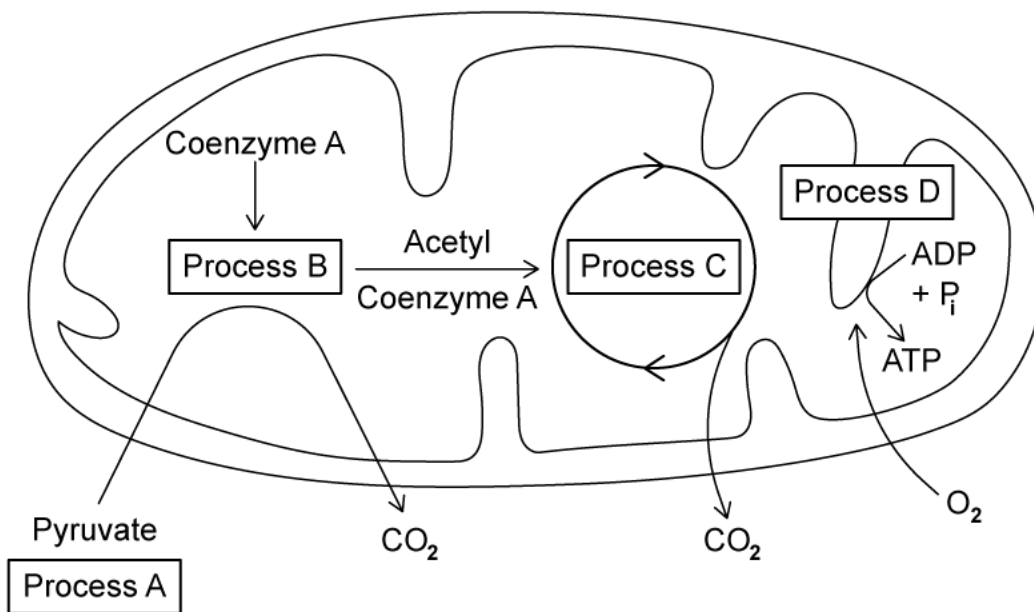 Coenzyme A
Process B
Acetyl
Coenzyme A
Process C
Process D
ADP
+ Pi
ATP
Pyruvate
Process A
CO2
CO2
O2